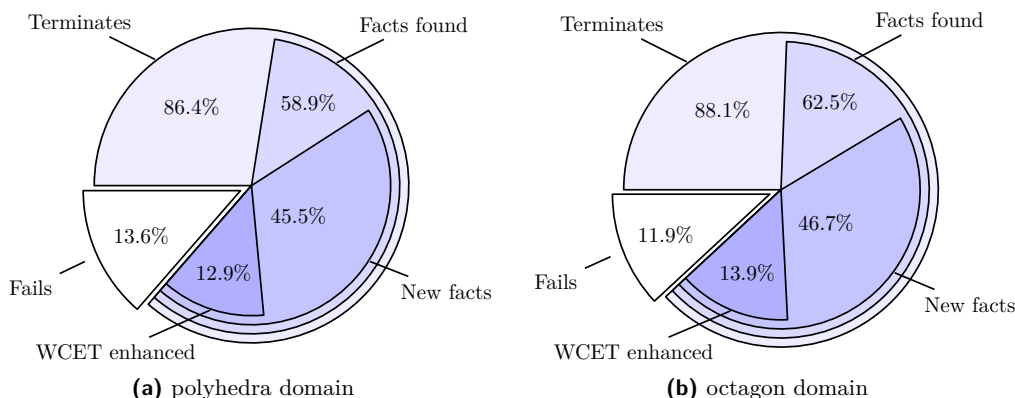 Terminates
Facts found
86.4%
58.9%
45.5%
13.6%
12.9%
Fails
New facts
WCET enhanced
(a) polyhedra domain
Terminates
Facts found
88.1%
62.5%
46.7%
11.9%
13.9%
Fails
New facts
WCET enhanced
(b) octagon domain